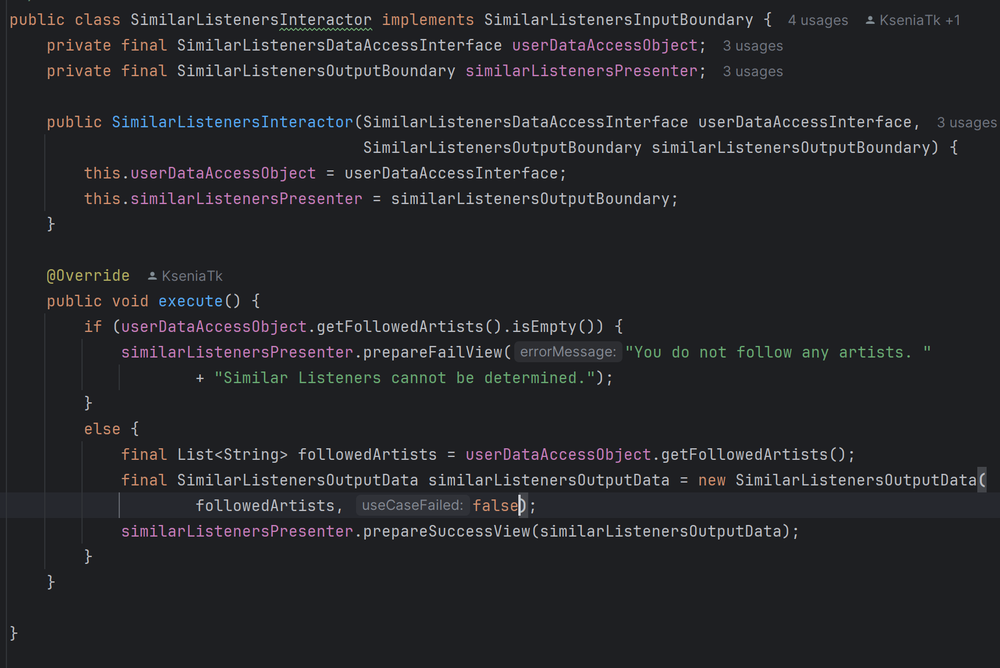 public class SimilarListenersInteractor implements SimilarListenersInputBoundary { 4 usages KseniaTk +1
private final SimilarListenersDataAccessInterface userDataAccessObject; 3 usages
private final SimilarListenersOutputBoundary similarListenersPresenter; 3 usages
public SimilarListenersInteractor(SimilarListenersDataAccessInterface userDataAccessInterface, 3 usages
SimilarListenersOutputBoundary similarListenersOutputBoundary) {
this.userDataAccessObject = userDataAccessInterface;
this.similarListenersPresenter = similarListenersOutputBoundary;
}
@Override KseniaTk
public void execute() {
if (userDataAccessObject.getFollowedArtists().isEmpty()) {
similarListenersPresenter.prepareFailView( errorMessage: "You do not follow any artists. "
+ "Similar Listeners cannot be determined.");
}
else {
final List<String> followedArtists = userDataAccessObject.getFollowedArtists();
final SimilarListenersOutputData similarListenersOutputData = new SimilarListenersOutputData(
followedArtists, useCaseFailed: false);
similarListenersPresenter.prepareSuccessView(similarListenersOutputData);
}
}
}